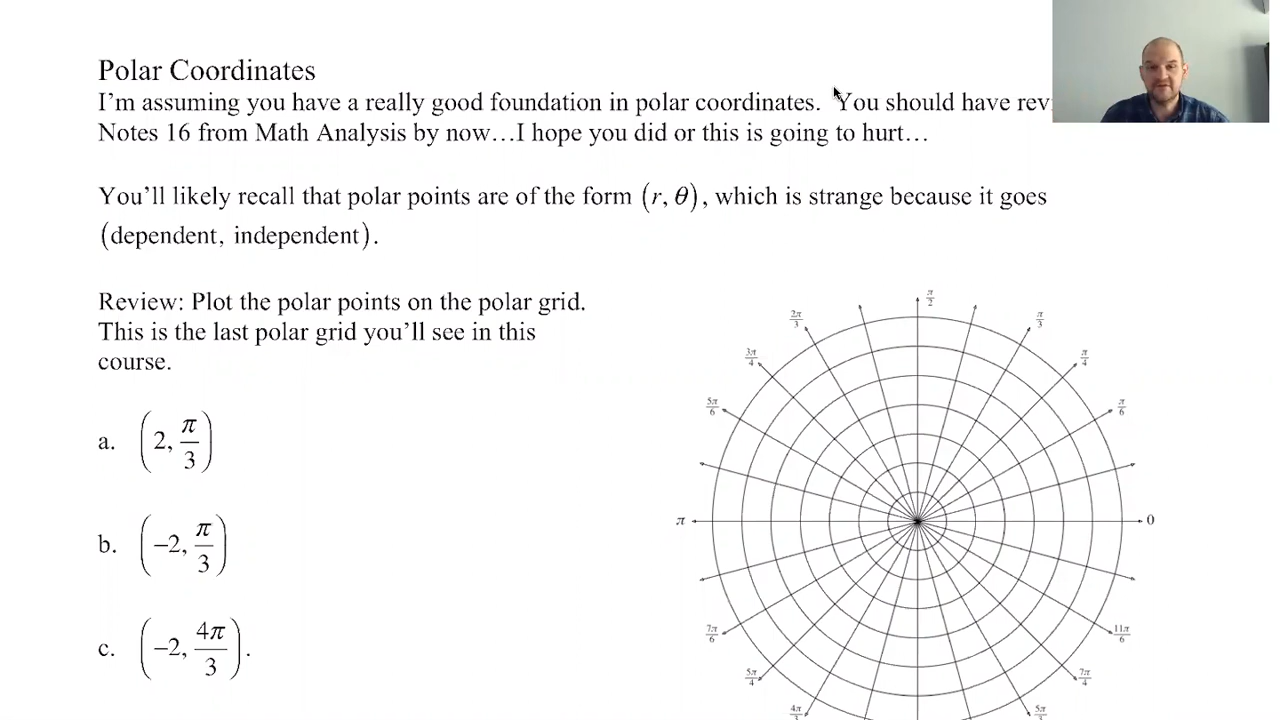 Polar Coordinates
I'm assuming you have a really good foundation in polar coordinates. You should have
Notes 16 from Math Analysis by now…I hope you did or this is going to hurt…
You'll likely recall that polar points are of the form (r, θ), which is strange because it goes
(dependent, independent).
Review: Plot the polar points on the polar grid.
This is the last polar grid you'll see in this
course.
a. (2, π/3)
b. (−2, π/3)
c. (−2, 4π/3).
π/2
2π/3
π/3
3π/4
π/4
5π/6
π/6
π
0
7π/6
11π/6
5π/4
7π/4
4π/3
5π/3